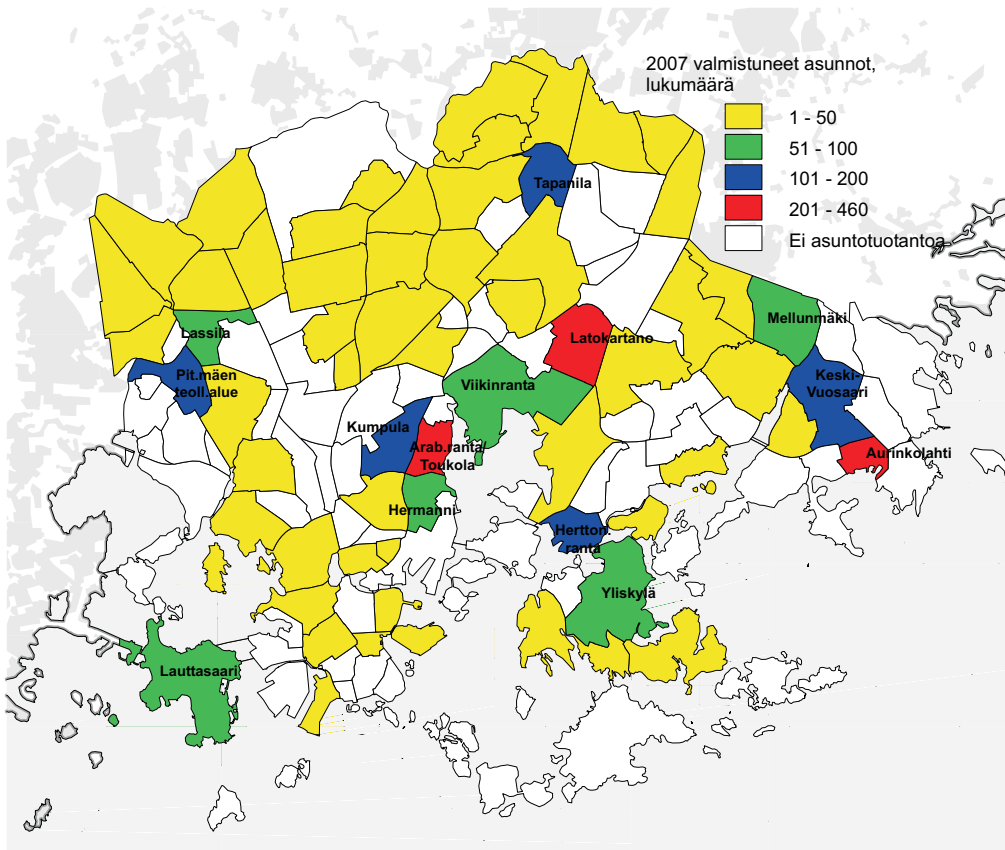 2007 valmistuneet asunnot,
lukumäärä
1 - 50
51 - 100
101 - 200
201 - 460
Ei asuntotuotantoa
Tapanila
Lassila
Mellunmäki
Latokartano
Pit.mäen
teoll.alue
Viikinranta
Keski-
Vuosaari
Kumpula
Arab.ranta/
Toukola
Aurinkolahti
Hermanni
Hertton.
ranta
Yliskylä
Lauttasaari